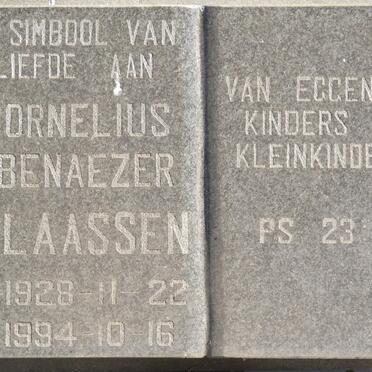 SIMBOOL VAN
LIEFDE AAN
ORNELIUS
BENAEZER
LAASSEN
1928-11-22
1994-10-16
VAN ECCEN
KINDERS
KLEINKINDE
PS 23